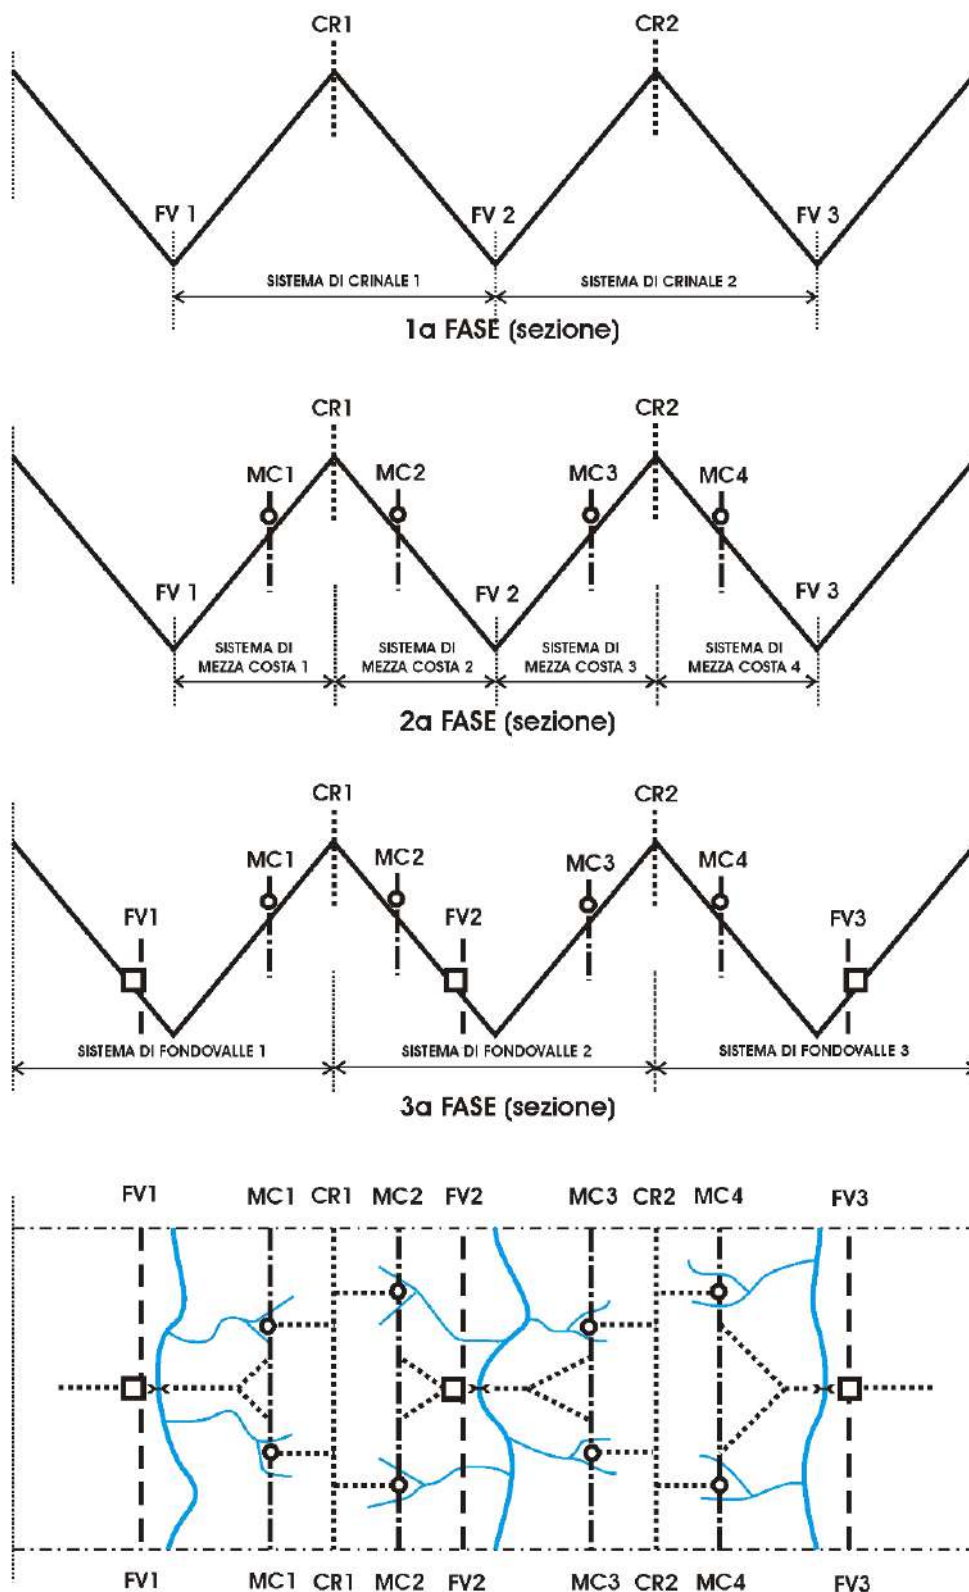 CR1 CR2
FV 1 FV 2 FV 3
SISTEMA DI CRINALE 1 SISTEMA DI CRINALE 2
1a FASE (sezione)
CR1 CR2
MC1 MC2 MC3 MC4
FV 1 FV 2 FV 3
SISTEMA DI SISTEMA DI SISTEMA DI SISTEMA DI
MEZZA COSTA 1 MEZZA COSTA 2 MEZZA COSTA 3 MEZZA COSTA 4
2a FASE (sezione)
CR1 CR2
MC1 MC2 MC3 MC4
FV1 FV2 FV3
SISTEMA DI FONDOVALLE 1 SISTEMA DI FONDOVALLE 2 SISTEMA DI FONDOVALLE 3
3a FASE (sezione)
FV1 MC1 CR1 MC2 FV2 MC3 CR2 MC4 FV3
FV1 MC1 CR1 MC2 FV2 MC3 CR2 MC4 FV3